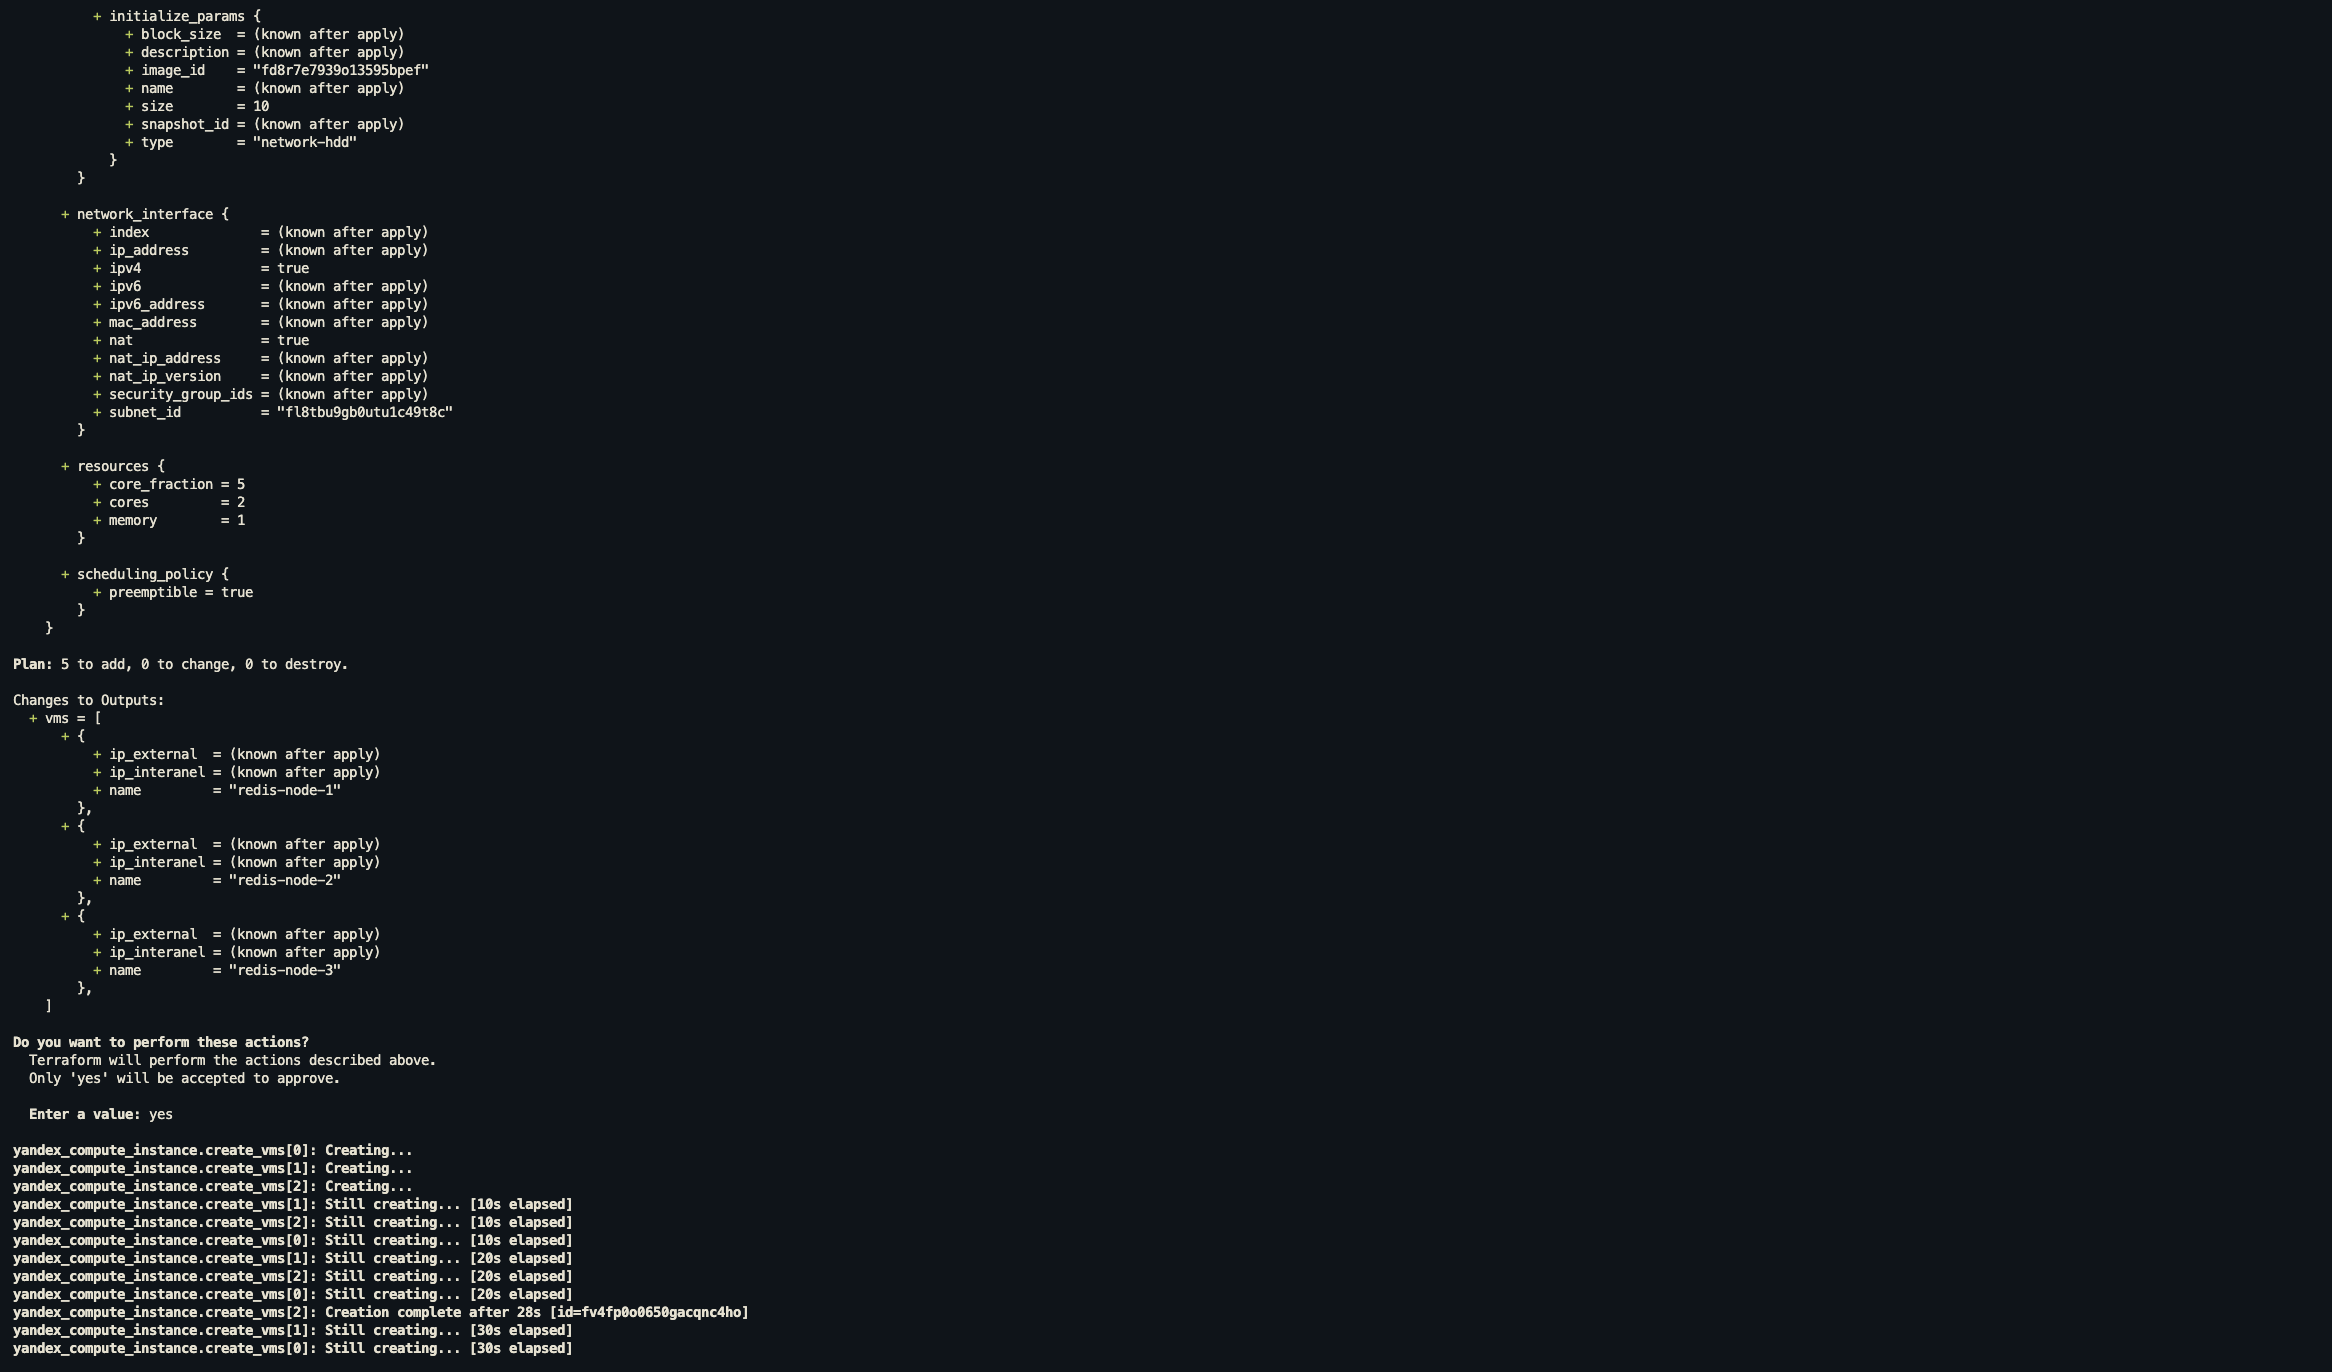 + initialize_params {
              + block_size  = (known after apply)
              + description = (known after apply)
              + image_id    = "fd8r7e7939o13595bpef"
              + name        = (known after apply)
              + size        = 10
              + snapshot_id = (known after apply)
              + type        = "network-hdd"
            }
        }

      + network_interface {
          + index              = (known after apply)
          + ip_address         = (known after apply)
          + ipv4               = true
          + ipv6               = (known after apply)
          + ipv6_address       = (known after apply)
          + mac_address        = (known after apply)
          + nat                = true
          + nat_ip_address     = (known after apply)
          + nat_ip_version     = (known after apply)
          + security_group_ids = (known after apply)
          + subnet_id          = "fl8tbu9gb0utu1c49t8c"
        }

      + resources {
          + core_fraction = 5
          + cores         = 2
          + memory        = 1
        }

      + scheduling_policy {
          + preemptible = true
        }
    }

Plan: 5 to add, 0 to change, 0 to destroy.

Changes to Outputs:
  + vms = [
      + {
          + ip_external  = (known after apply)
          + ip_interanel = (known after apply)
          + name         = "redis-node-1"
        },
      + {
          + ip_external  = (known after apply)
          + ip_interanel = (known after apply)
          + name         = "redis-node-2"
        },
      + {
          + ip_external  = (known after apply)
          + ip_interanel = (known after apply)
          + name         = "redis-node-3"
        },
    ]

Do you want to perform these actions?
  Terraform will perform the actions described above.
  Only 'yes' will be accepted to approve.

  Enter a value: yes

yandex_compute_instance.create_vms[0]: Creating...
yandex_compute_instance.create_vms[1]: Creating...
yandex_compute_instance.create_vms[2]: Creating...
yandex_compute_instance.create_vms[1]: Still creating... [10s elapsed]
yandex_compute_instance.create_vms[2]: Still creating... [10s elapsed]
yandex_compute_instance.create_vms[0]: Still creating... [10s elapsed]
yandex_compute_instance.create_vms[1]: Still creating... [20s elapsed]
yandex_compute_instance.create_vms[2]: Still creating... [20s elapsed]
yandex_compute_instance.create_vms[0]: Still creating... [20s elapsed]
yandex_compute_instance.create_vms[2]: Creation complete after 28s [id=fv4fp0o0650gacqnc4ho]
yandex_compute_instance.create_vms[1]: Still creating... [30s elapsed]
yandex_compute_instance.create_vms[0]: Still creating... [30s elapsed]